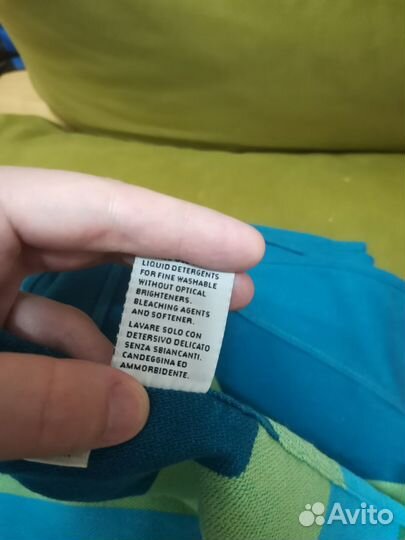 LIQUID DETERGENTS
FOR FINE WASHABLE
WITHOUT OPTICAL
BRIGHTENERS.
BLEACHING AGENTS
AND SOFTENER.
LAVARE SOLO CON
DETERSIVO DELICATO
SENZA SBIANCANTI.
CANDEGGINA ED
AMMORBIDENTE.
Avito